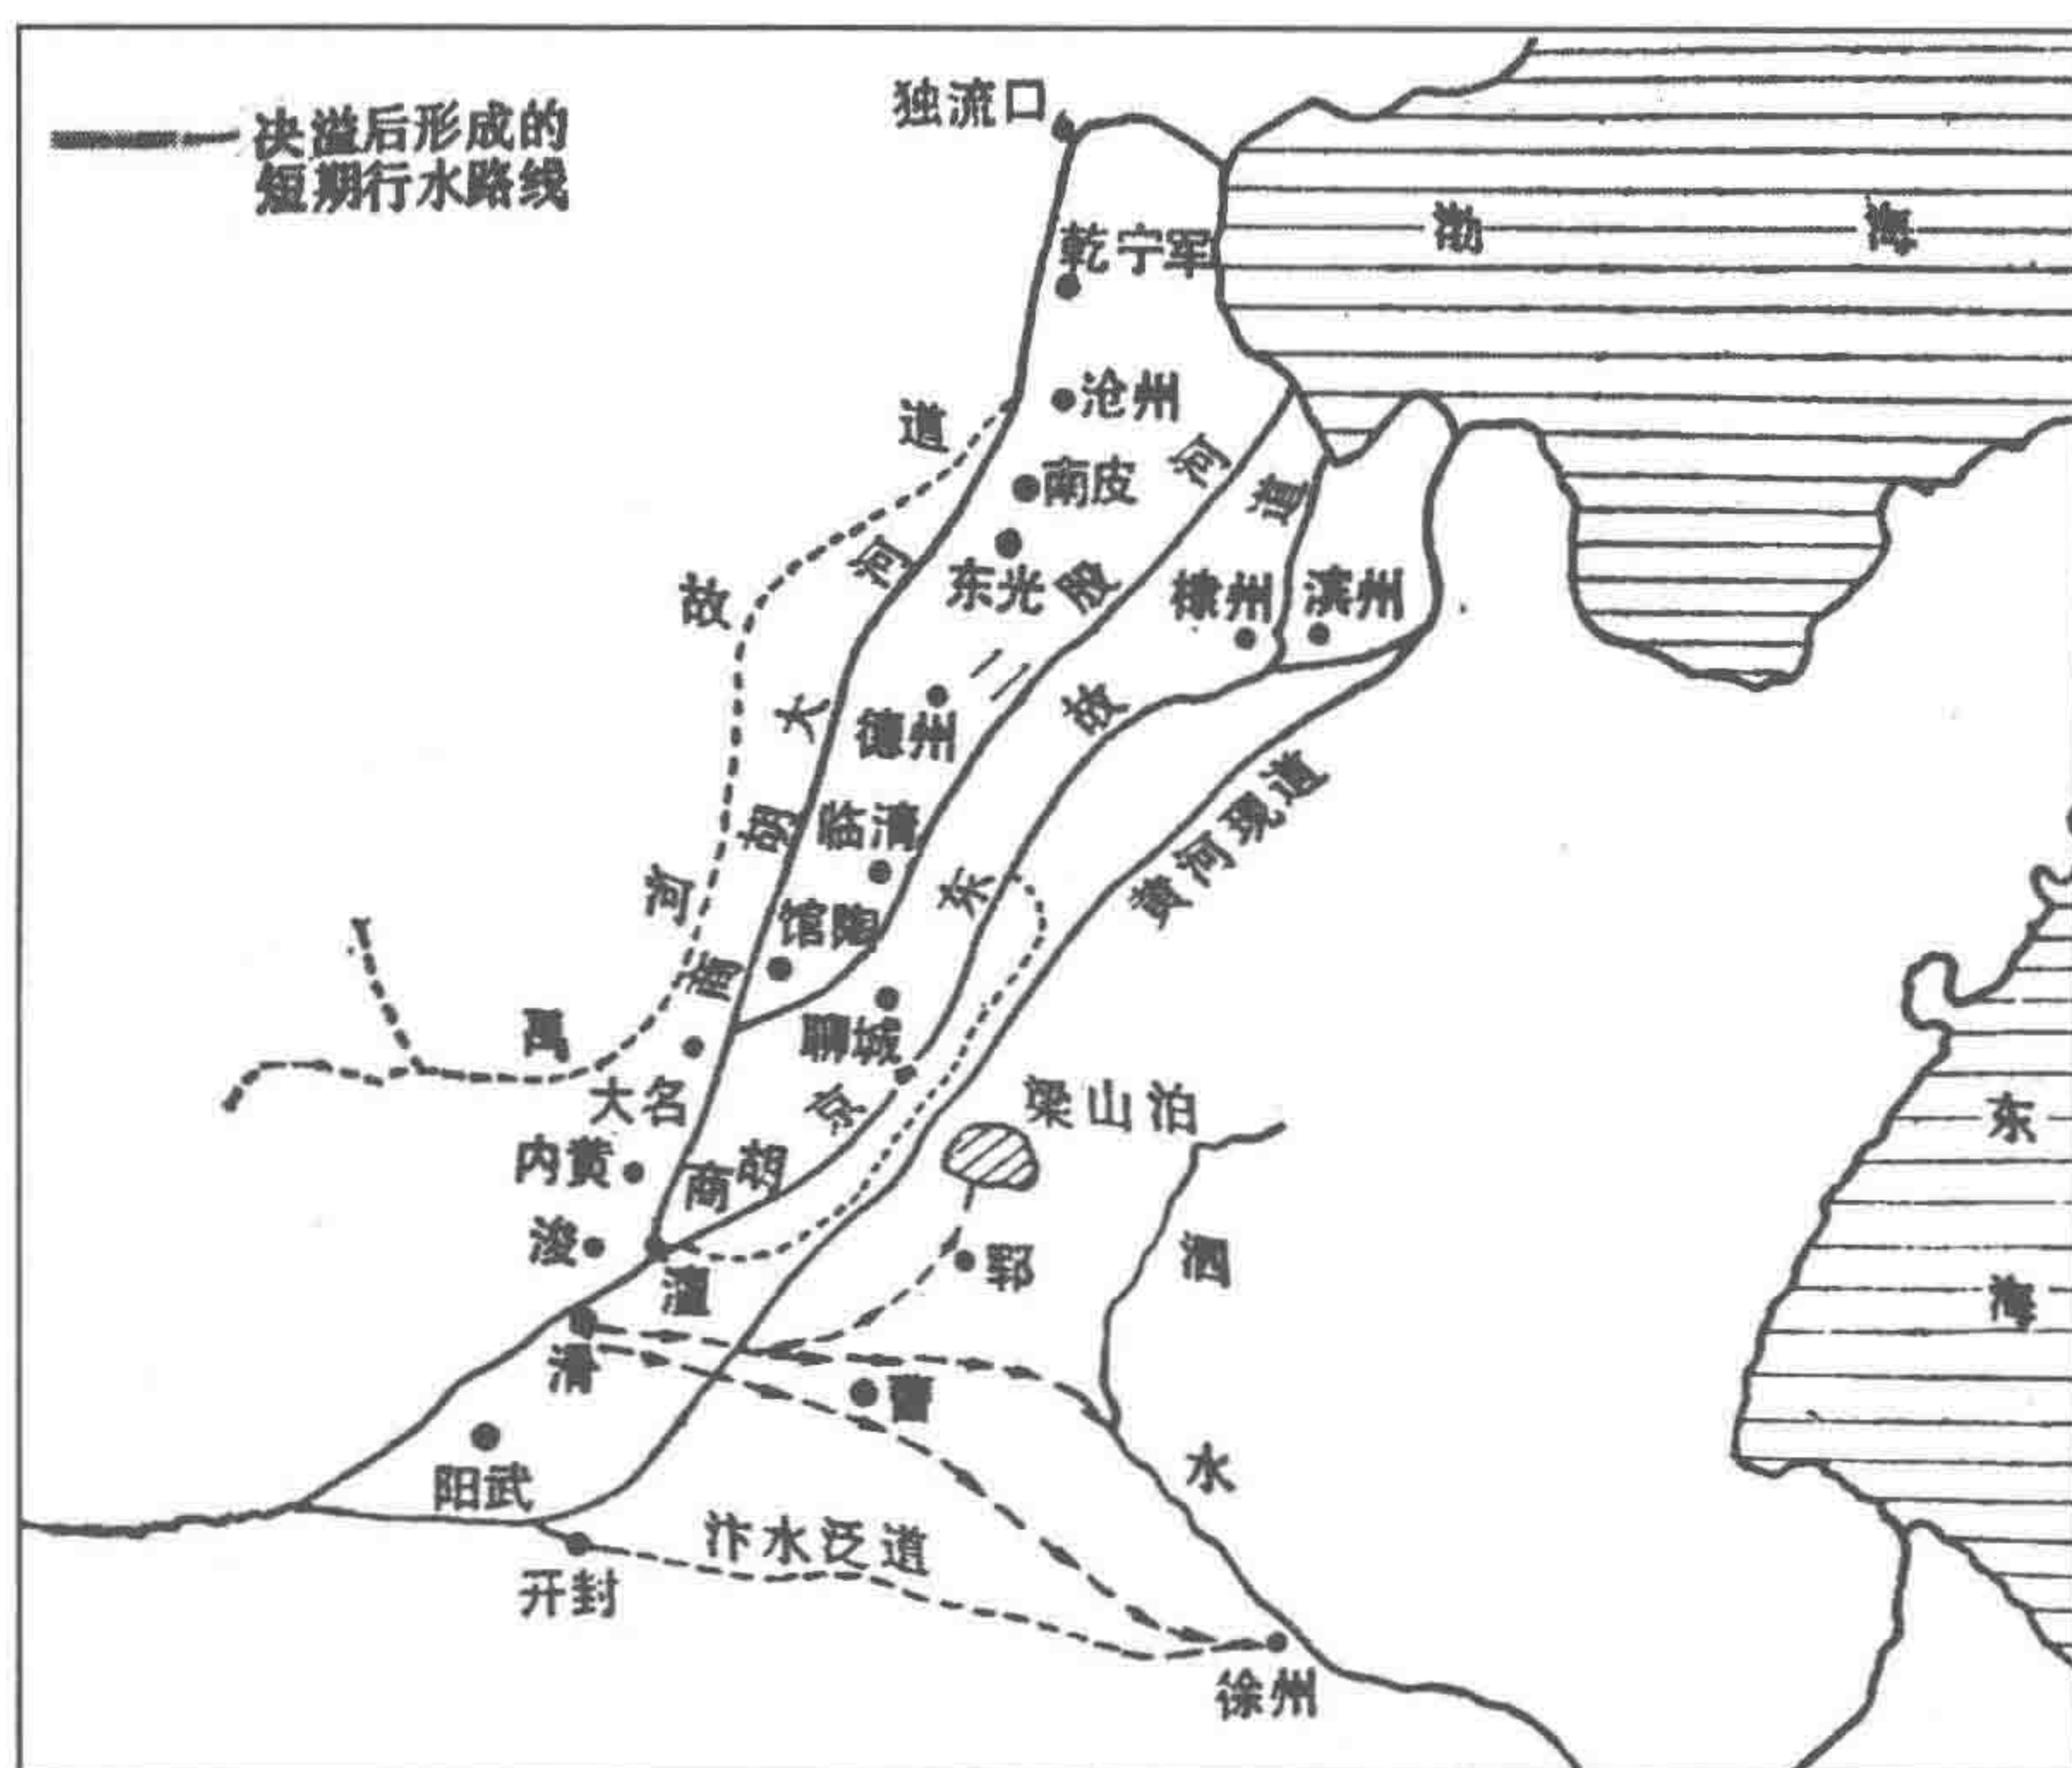 决溢后形成的
短期行水路线
独流口
乾宁军
渤海
沧州
南皮
东光
棣州
滨州
德州
临清
馆陶
聊城
大名
内黄
浚
澶
滑
阳武
开封
徐州
曹
郓
梁山泊
商胡
禹河故道
商胡大河
二股河
京东故道
黄河现道
泗水
汴水泛道
东海